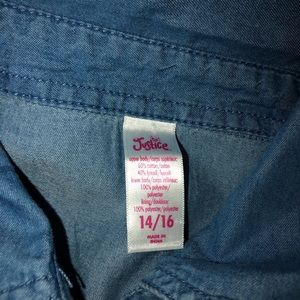 Justice
upper body/corps supérieur:
60% cotton/coton
40% lyocell/lyocell
lower body/corps inférieur:
100% polyester/
polyester
lining/doublure:
100% polyester/polyester
14/16
MADE IN
INDIA